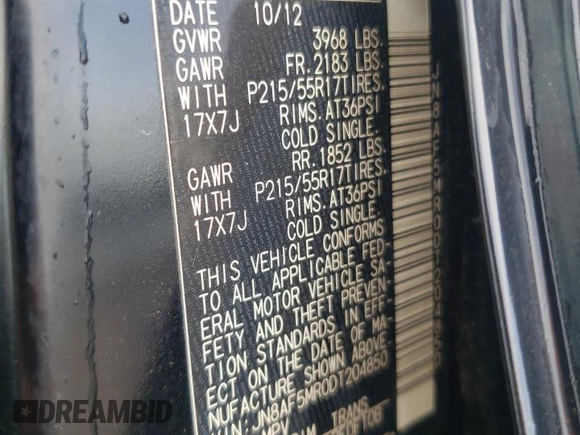 DATE 10/12
GVWR 3968 LBS.
GAWR FR. 2183 LBS.
WITH P215/55R17TIRES.
17X7J RIMS. AT36PSI
COLD SINGLE.
GAWR RR. 1852 LBS.
WITH P215/55R17TIRES.
17X7J RIMS. AT36PSI
COLD SINGLE.
THIS VEHICLE CONFORMS
TO ALL APPLICABLE FED-
ERAL MOTOR VEHICLE SA-
FETY AND THEFT PREVEN-
TION STANDARDS IN EFF-
ECT ON THE DATE OF MA-
NUFACTURE SHOWN ABOVE.
JN8AF5MR0DT204850
MPV
TRANS
JN8AF5MR0DT204850
DREAMBID